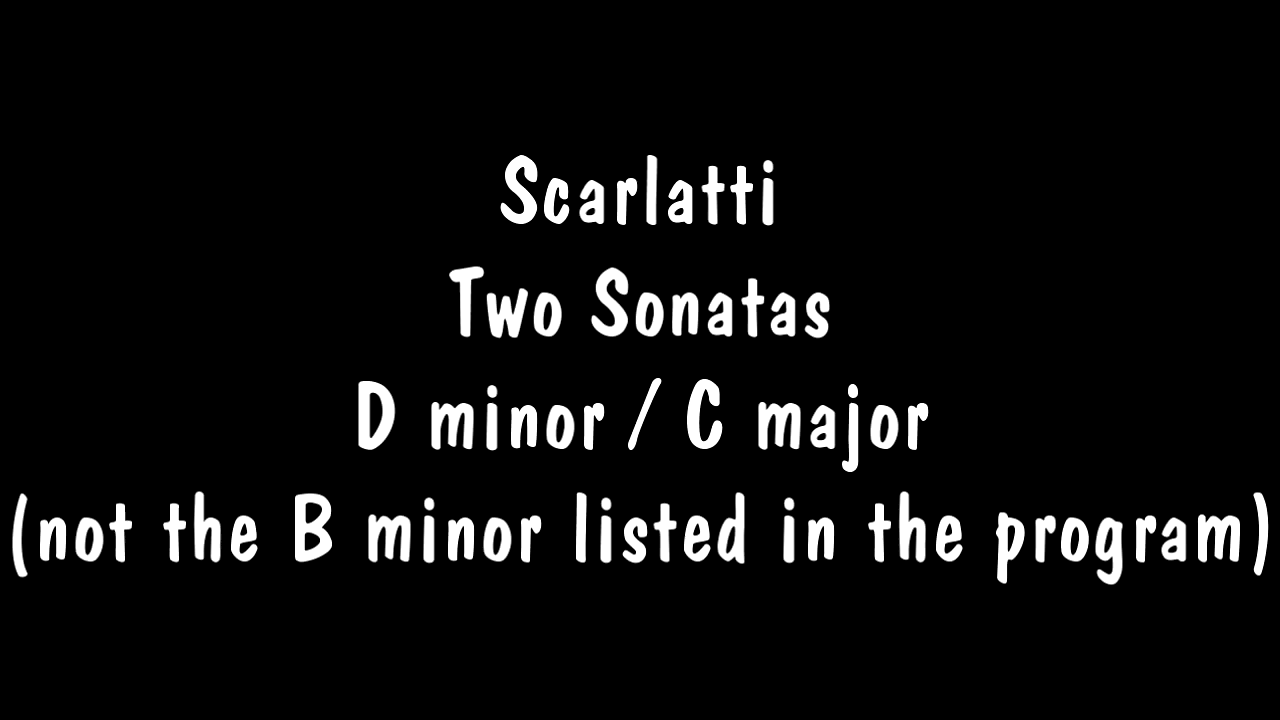 Scarlatti
Two Sonatas
D minor / C major
(not the B minor listed in the program)